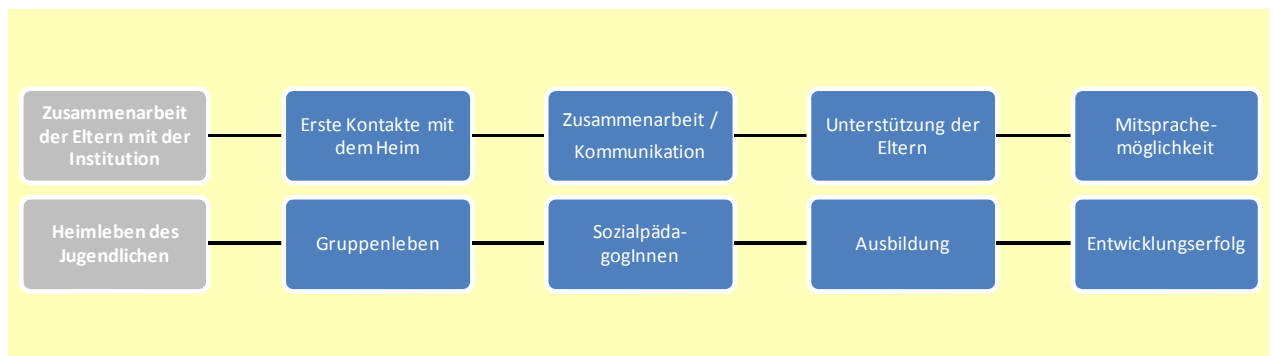 Zusammenarbeit
der Eltern mit der
Institution
Erste Kontakte mit
dem Heim
Zusammenarbeit /
Kommunikation
Unterstützung der
Eltern
Mitsprache-
möglichkeit
Heimleben des
Jugendlichen
Gruppenleben
Sozialpäda-
gogInnen
Ausbildung
Entwicklungserfolg